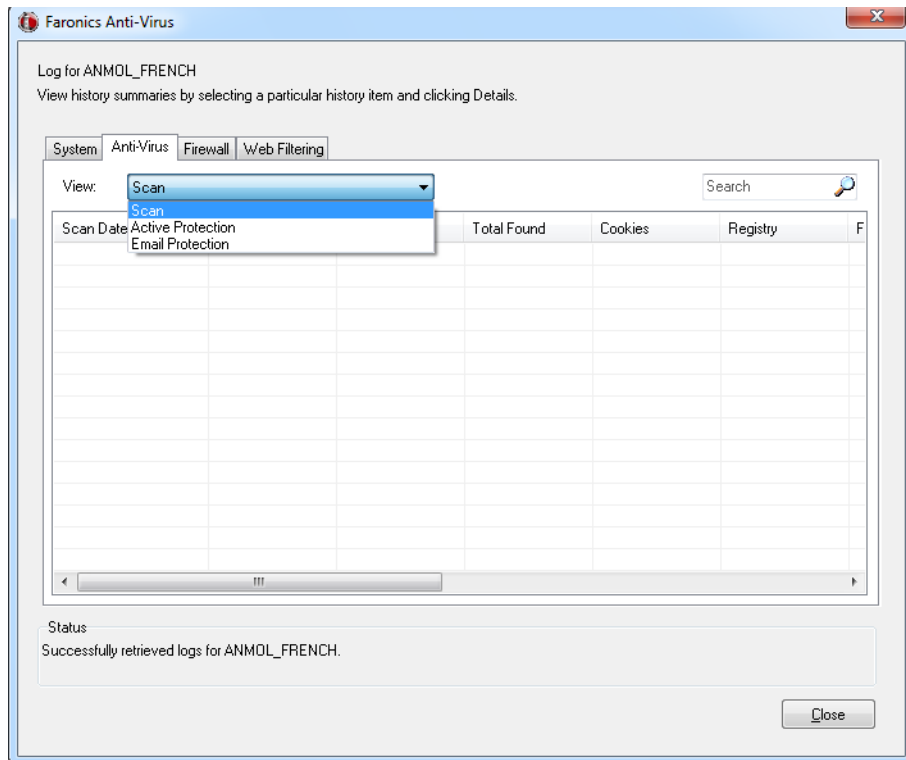 Faronics Anti-Virus
Log for ANMOL_FRENCH
View history summaries by selecting a particular history item and clicking Details.
System Anti-Virus Firewall Web Filtering
View: Scan Search
Scan
Active Protection
Email Protection
Scan Date Total Found Cookies Registry F
Status
Successfully retrieved logs for ANMOL_FRENCH.
Close